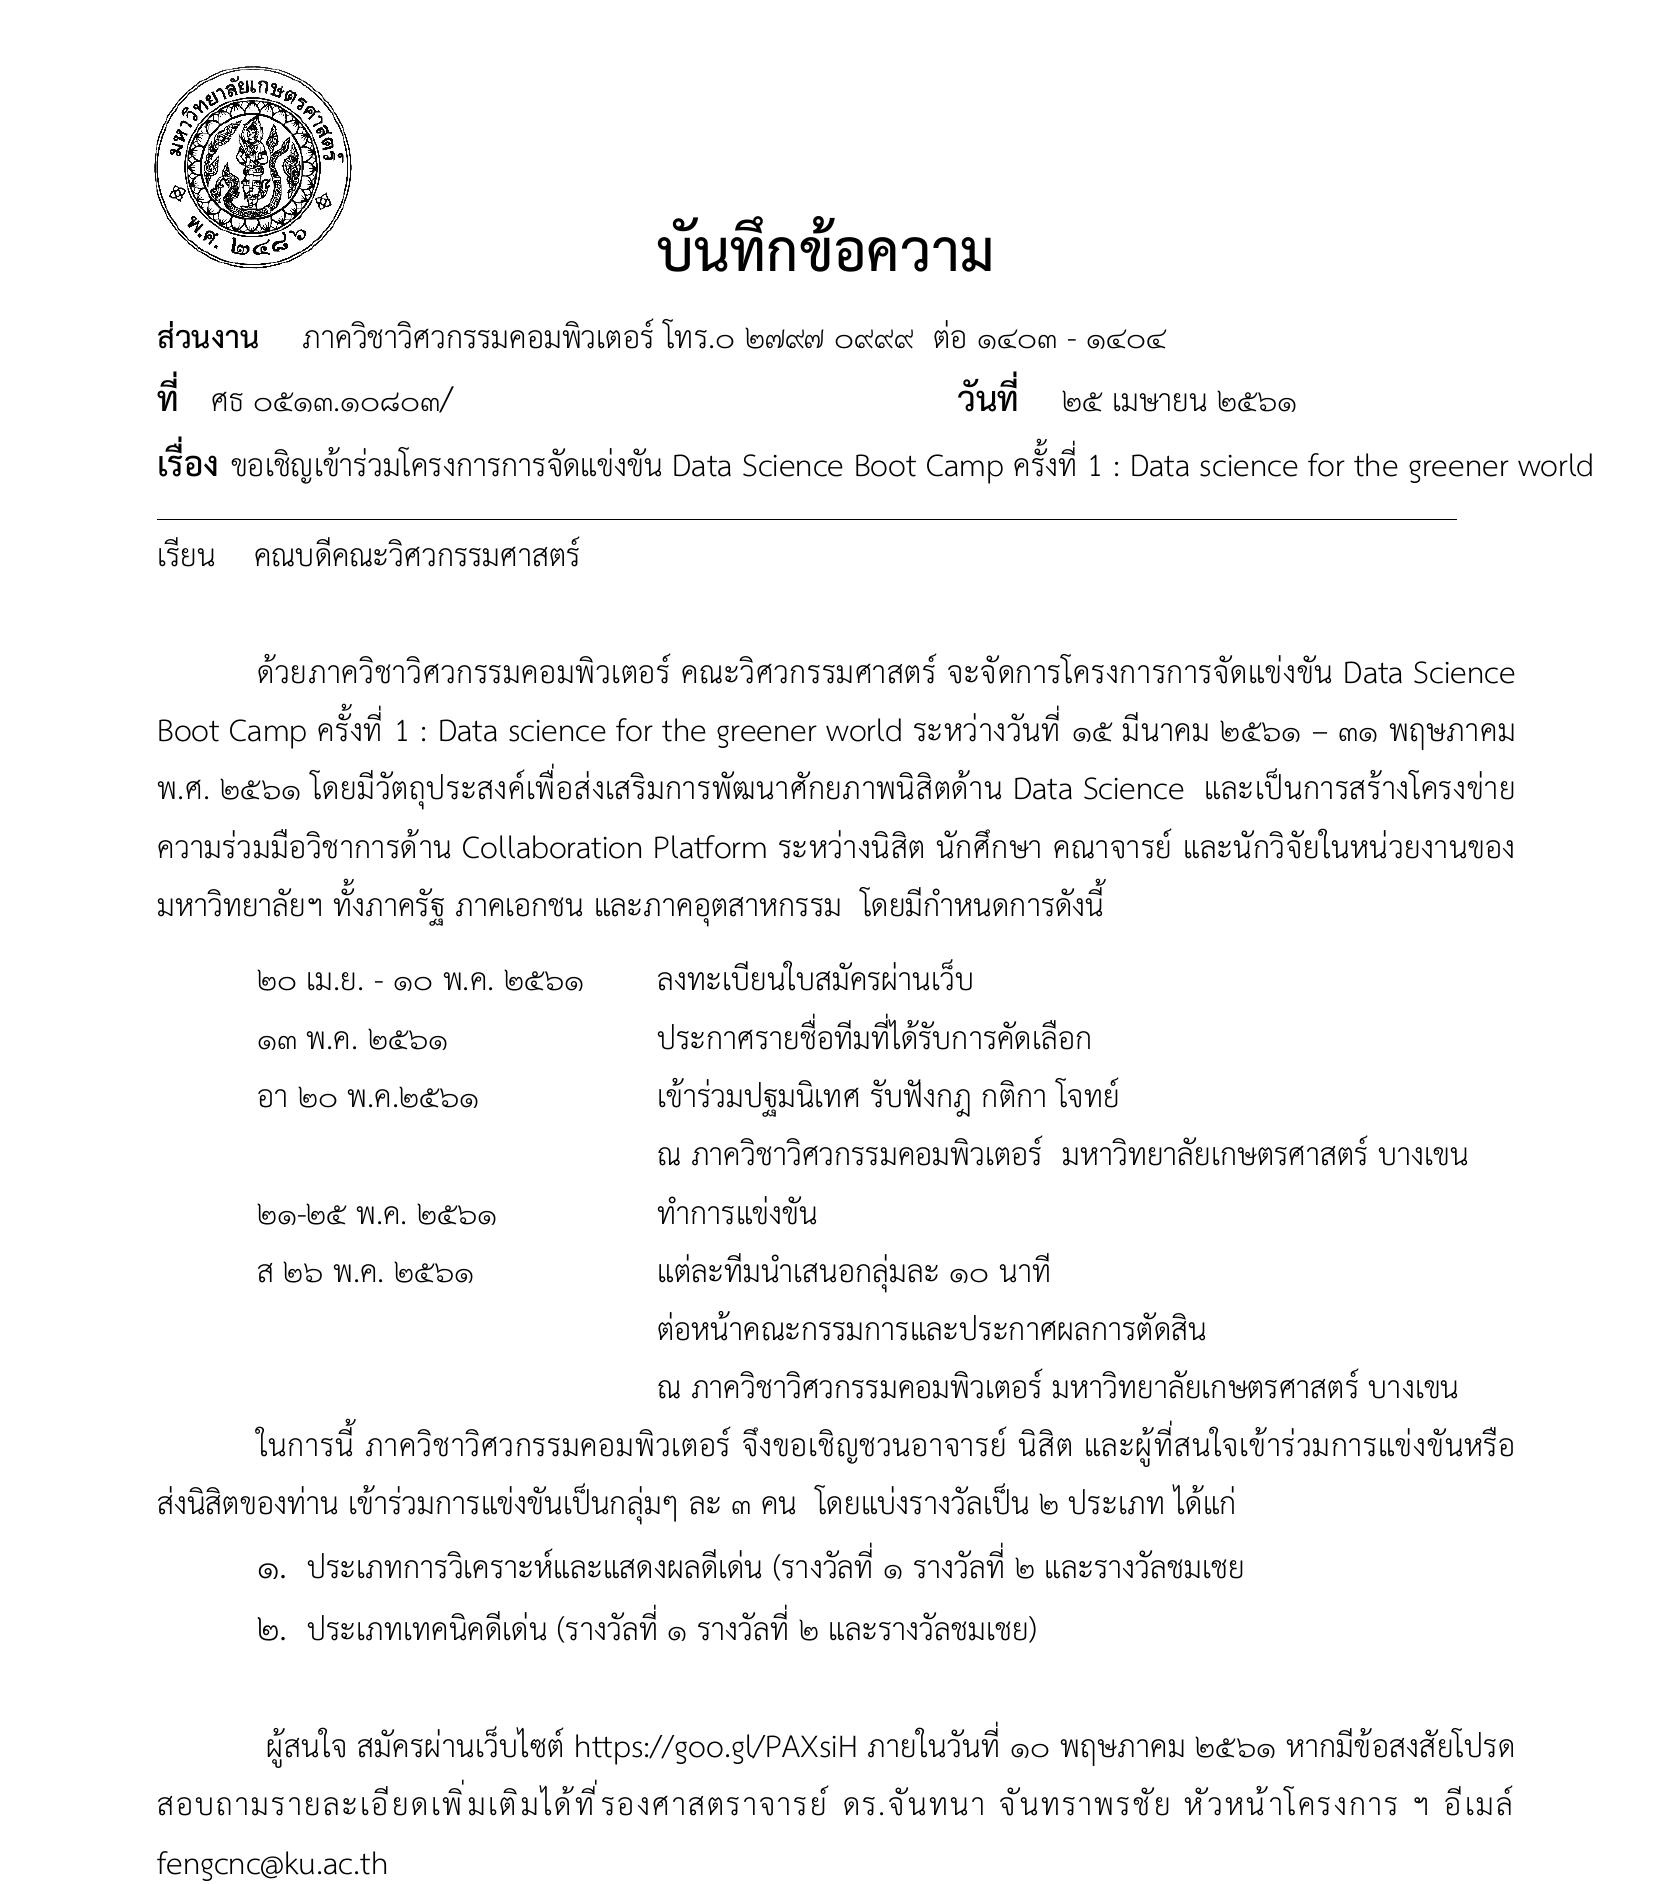 มหาวิทยาลัยเกษตรศาสตร์
พ.ศ. ๒๔๘๖
บันทึกข้อความ
ส่วนงาน ภาควิชาวิศวกรรมคอมพิวเตอร์ โทร.๐ ๒๗๙๗ ๐๙๙๙ ต่อ ๑๔๐๓ - ๑๔๐๔
ที่ ศธ ๐๕๑๓.๑๐๘๐๓/ วันที่ ๒๕ เมษายน ๒๕๖๑
เรื่อง ขอเชิญเข้าร่วมโครงการการจัดแข่งขัน Data Science Boot Camp ครั้งที่ 1 : Data science for the greener world
เรียน คณบดีคณะวิศวกรรมศาสตร์
ด้วยภาควิชาวิศวกรรมคอมพิวเตอร์ คณะวิศวกรรมศาสตร์ จะจัดการโครงการการจัดแข่งขัน Data Science
Boot Camp ครั้งที่ 1 : Data science for the greener world ระหว่างวันที่ ๑๕ มีนาคม ๒๕๖๑ – ๓๑ พฤษภาคม
พ.ศ. ๒๕๖๑ โดยมีวัตถุประสงค์เพื่อส่งเสริมการพัฒนาศักยภาพนิสิตด้าน Data Science และเป็นการสร้างโครงข่าย
ความร่วมมือวิชาการด้าน Collaboration Platform ระหว่างนิสิต นักศึกษา คณาจารย์ และนักวิจัยในหน่วยงานของ
มหาวิทยาลัยฯ ทั้งภาครัฐ ภาคเอกชน และภาคอุตสาหกรรม โดยมีกำหนดการดังนี้
๒๐ เม.ย. - ๑๐ พ.ค. ๒๕๖๑ ลงทะเบียนใบสมัครผ่านเว็บ
๑๓ พ.ค. ๒๕๖๑ ประกาศรายชื่อทีมที่ได้รับการคัดเลือก
อา ๒๐ พ.ค.๒๕๖๑ เข้าร่วมปฐมนิเทศ รับฟังกฎ กติกา โจทย์
ณ ภาควิชาวิศวกรรมคอมพิวเตอร์ มหาวิทยาลัยเกษตรศาสตร์ บางเขน
๒๑-๒๕ พ.ค. ๒๕๖๑ ทำการแข่งขัน
ส ๒๖ พ.ค. ๒๕๖๑ แต่ละทีมนำเสนอกลุ่มละ ๑๐ นาที
ต่อหน้าคณะกรรมการและประกาศผลการตัดสิน
ณ ภาควิชาวิศวกรรมคอมพิวเตอร์ มหาวิทยาลัยเกษตรศาสตร์ บางเขน
ในการนี้ ภาควิชาวิศวกรรมคอมพิวเตอร์ จึงขอเชิญชวนอาจารย์ นิสิต และผู้ที่สนใจเข้าร่วมการแข่งขันหรือ
ส่งนิสิตของท่าน เข้าร่วมการแข่งขันเป็นกลุ่มๆ ละ ๓ คน โดยแบ่งรางวัลเป็น ๒ ประเภท ได้แก่
๑. ประเภทการวิเคราะห์และแสดงผลดีเด่น (รางวัลที่ ๑ รางวัลที่ ๒ และรางวัลชมเชย
๒. ประเภทเทคนิคดีเด่น (รางวัลที่ ๑ รางวัลที่ ๒ และรางวัลชมเชย)
ผู้สนใจ สมัครผ่านเว็บไซต์ https://goo.gl/PAXsiH ภายในวันที่ ๑๐ พฤษภาคม ๒๕๖๑ หากมีข้อสงสัยโปรด
สอบถามรายละเอียดเพิ่มเติมได้ที่รองศาสตราจารย์ ดร.จันทนา จันทราพรชัย หัวหน้าโครงการ ฯ อีเมล์
fengcnc@ku.ac.th